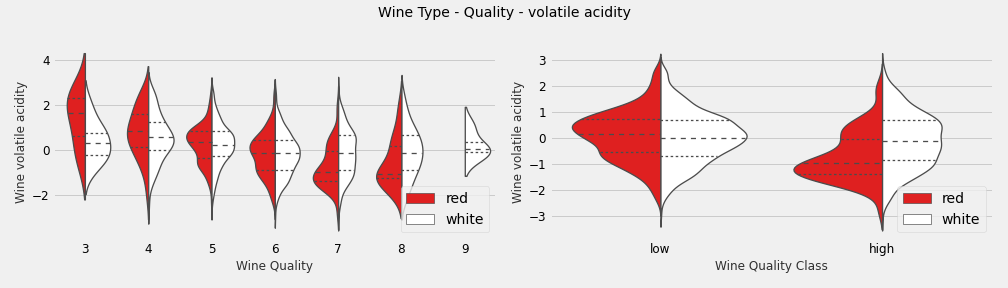 Wine Type - Quality - volatile acidity
Wine volatile acidity
4
2
0
−2
3 4 5 6 7 8 9
Wine Quality
red
white
Wine volatile acidity
3
2
1
0
−1
−2
−3
low high
Wine Quality Class
red
white